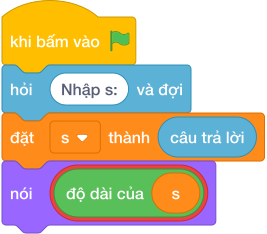 khi bấm vào
hỏi Nhập s: và đợi
đặt s thành câu trả lời
nói độ dài của s